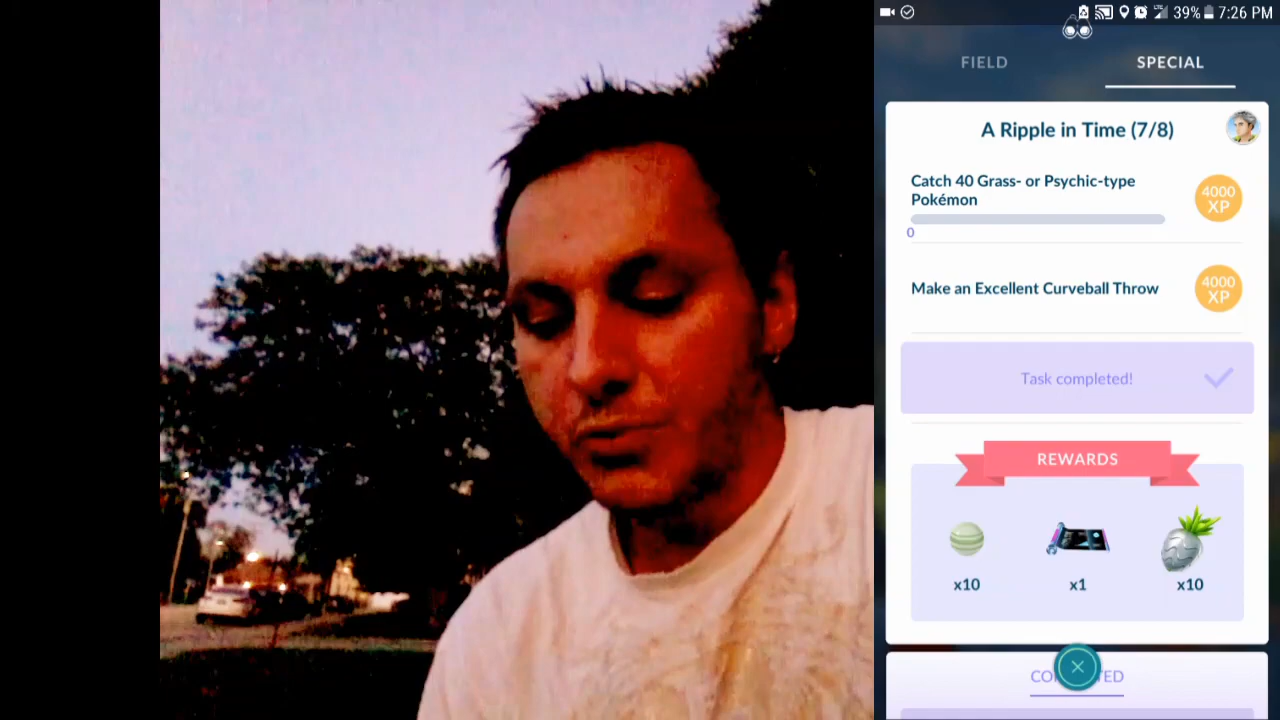 39% 7:26 PM
FIELD SPECIAL
A Ripple in Time (7/8)
Catch 40 Grass- or Psychic-type
Pokémon
4000
XP
0
Make an Excellent Curveball Throw
4000
XP
Task completed!
REWARDS
x10 x1 x10